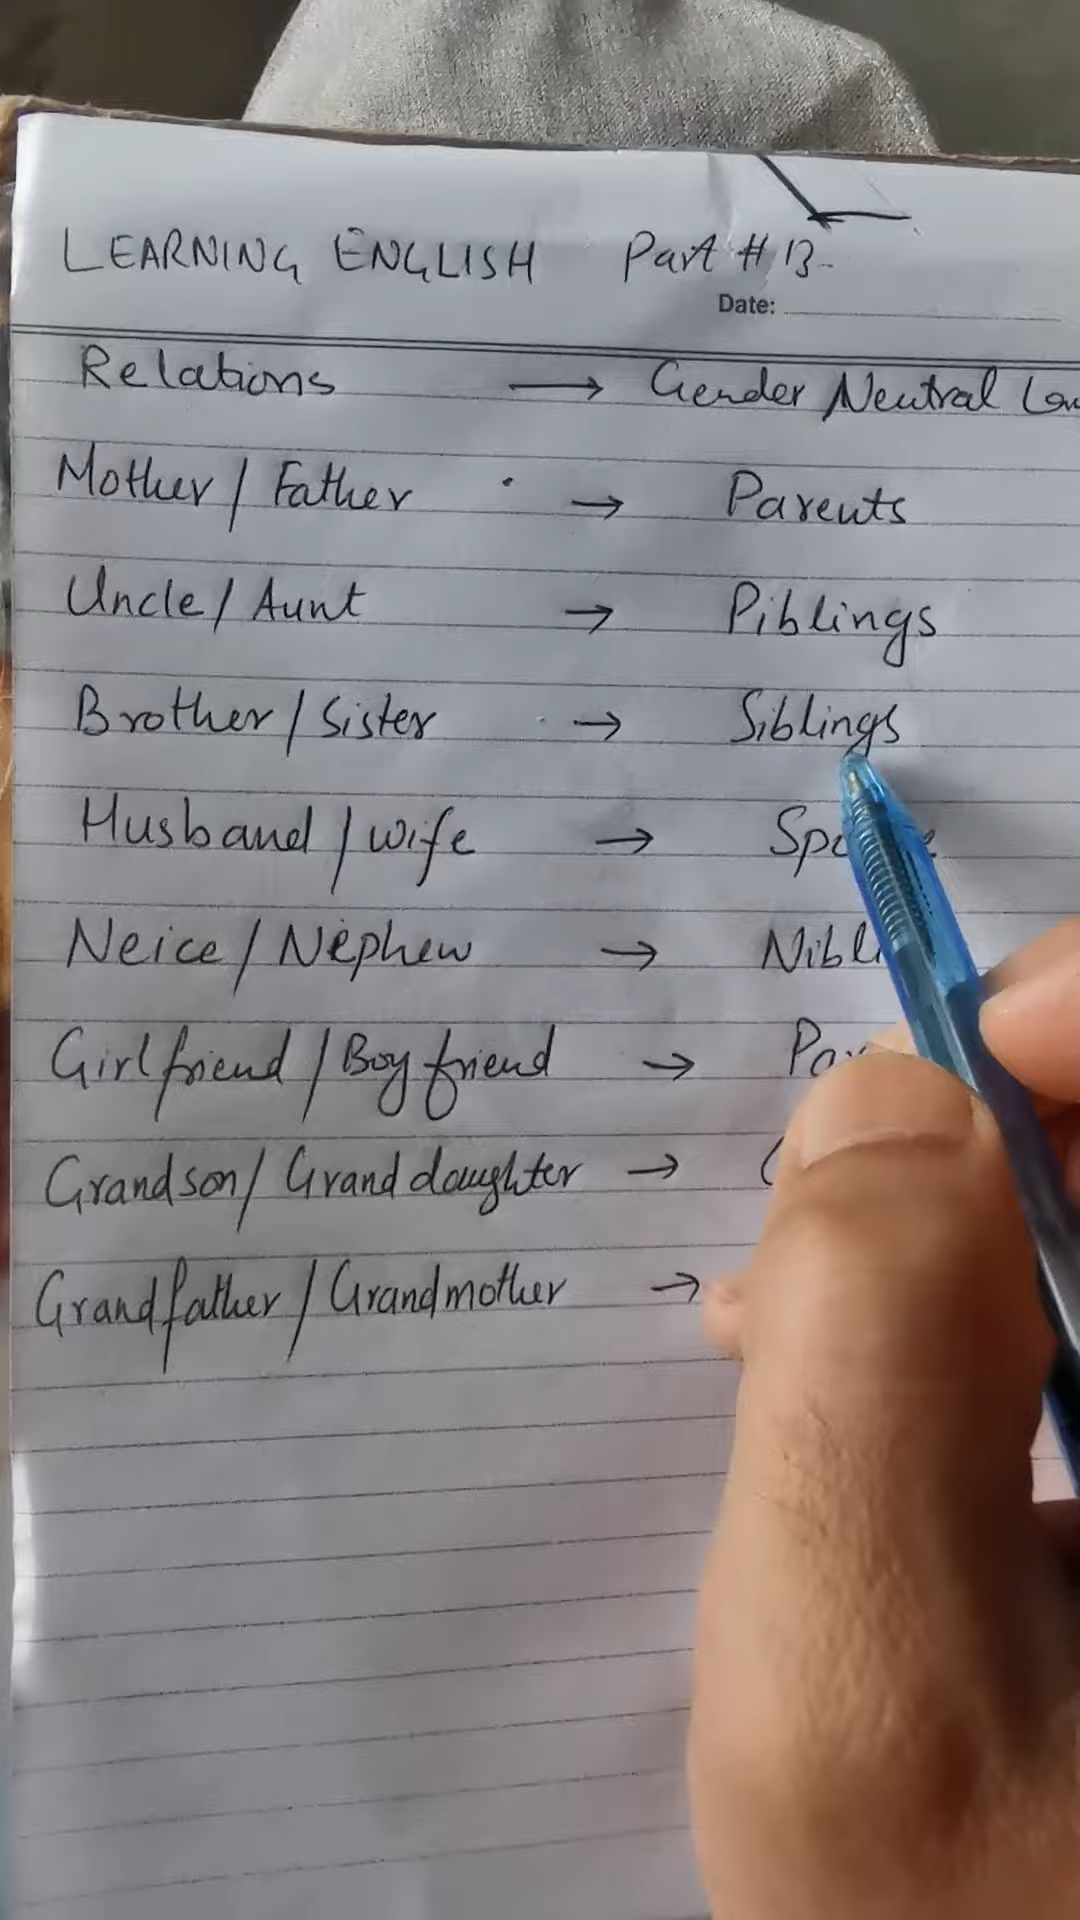 LEARNING ENGLISH Part # 13
Date:
Relations → Gender Neutral
Mother / Father → Parents
Uncle / Aunt → Piblings
Brother / Sister → Siblings
Husband / Wife →
Neice / Nephew →
Girlfriend / Boyfriend →
Grandson / Granddaughter →
Grandfather / Grandmother →